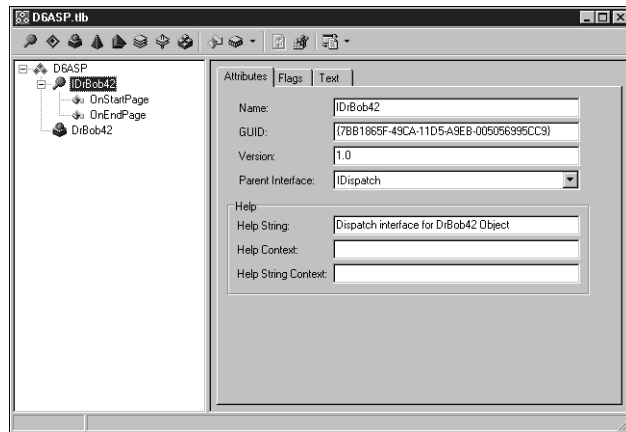 D6ASP.tlb
D6ASP
IDrBob42
OnStartPage
OnEndPage
DrBob42
Attributes Flags Text
Name: IDrBob42
GUID: {7BB1865F-49CA-11D5-A9EB-005056995CC9}
Version: 1.0
Parent Interface: IDispatch
Help
Help String: Dispatch interface for DrBob42 Object
Help Context:
Help String Context: